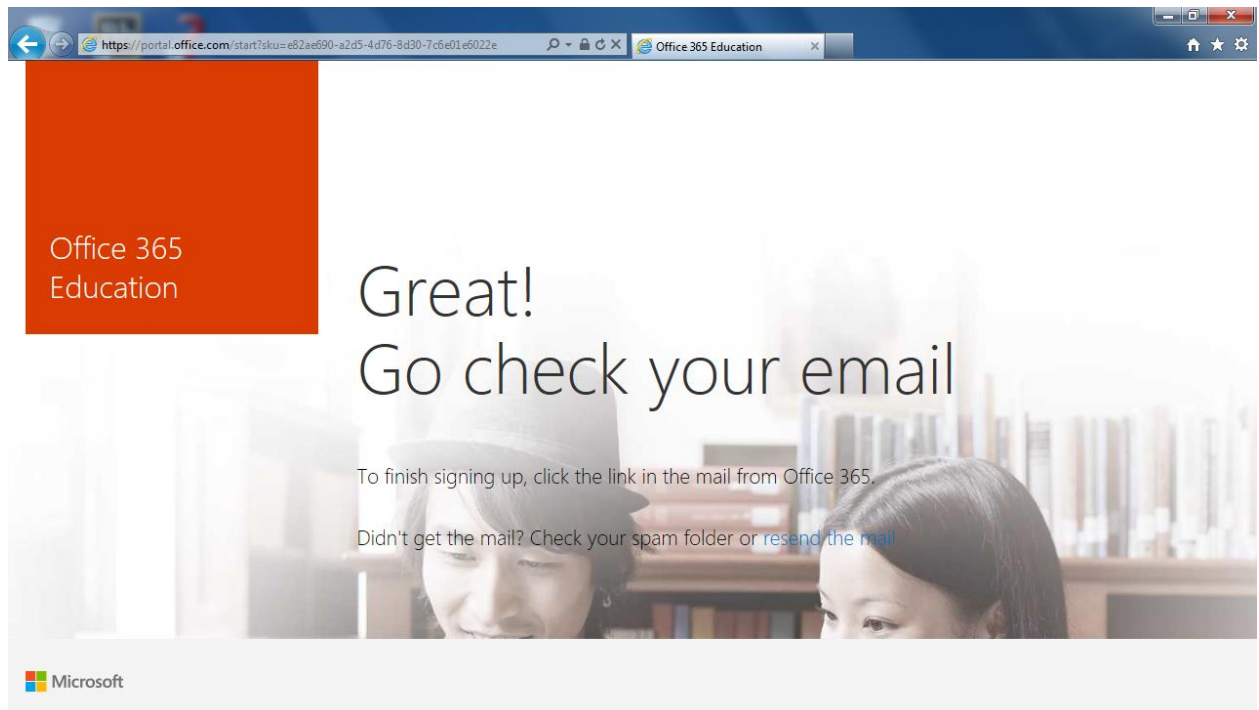 https://portal.office.com/start?sku=e82ae690-a2d5-4d76-8d30-7c6e01e6022e
Office 365 Education
Office 365
Education
Great!
Go check your email
To finish signing up, click the link in the mail from Office 365.
Didn't get the mail? Check your spam folder or resend the mail
Microsoft